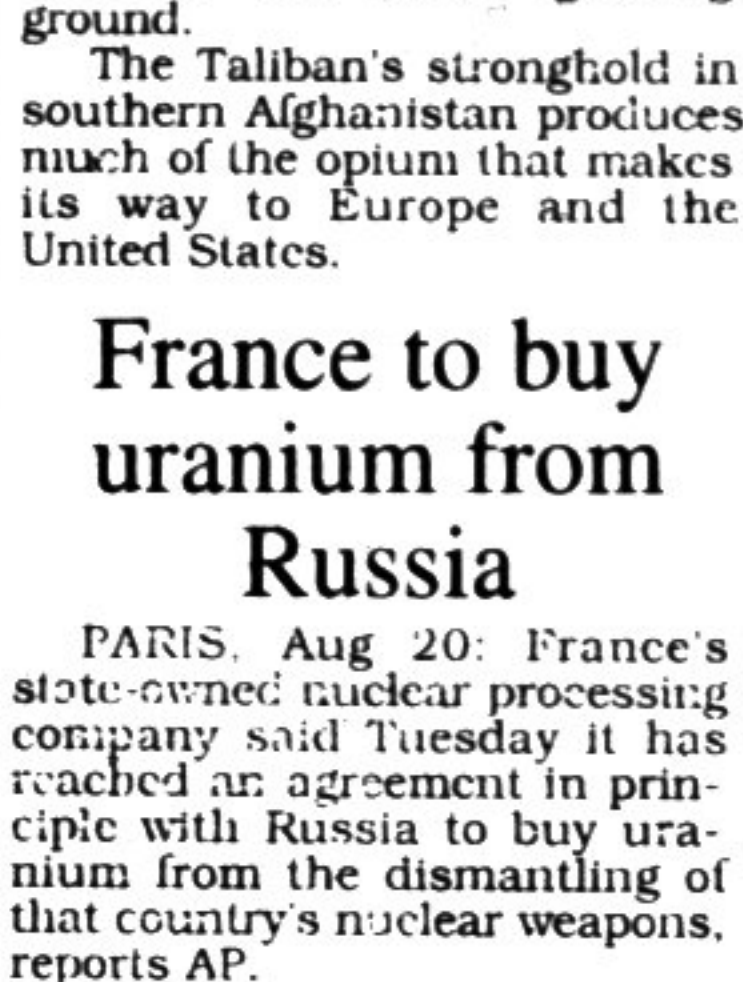 ground.
The Taliban's stronghold in
southern Afghanistan produces
much of the opium that makes
its way to Europe and the
United States.
France to buy
uranium from
Russia
PARIS, Aug 20: France's
state-owned nuclear processing
company said Tuesday it has
reached an agreement in prin-
ciple with Russia to buy ura-
nium from the dismantling of
that country's nuclear weapons,
reports AP.